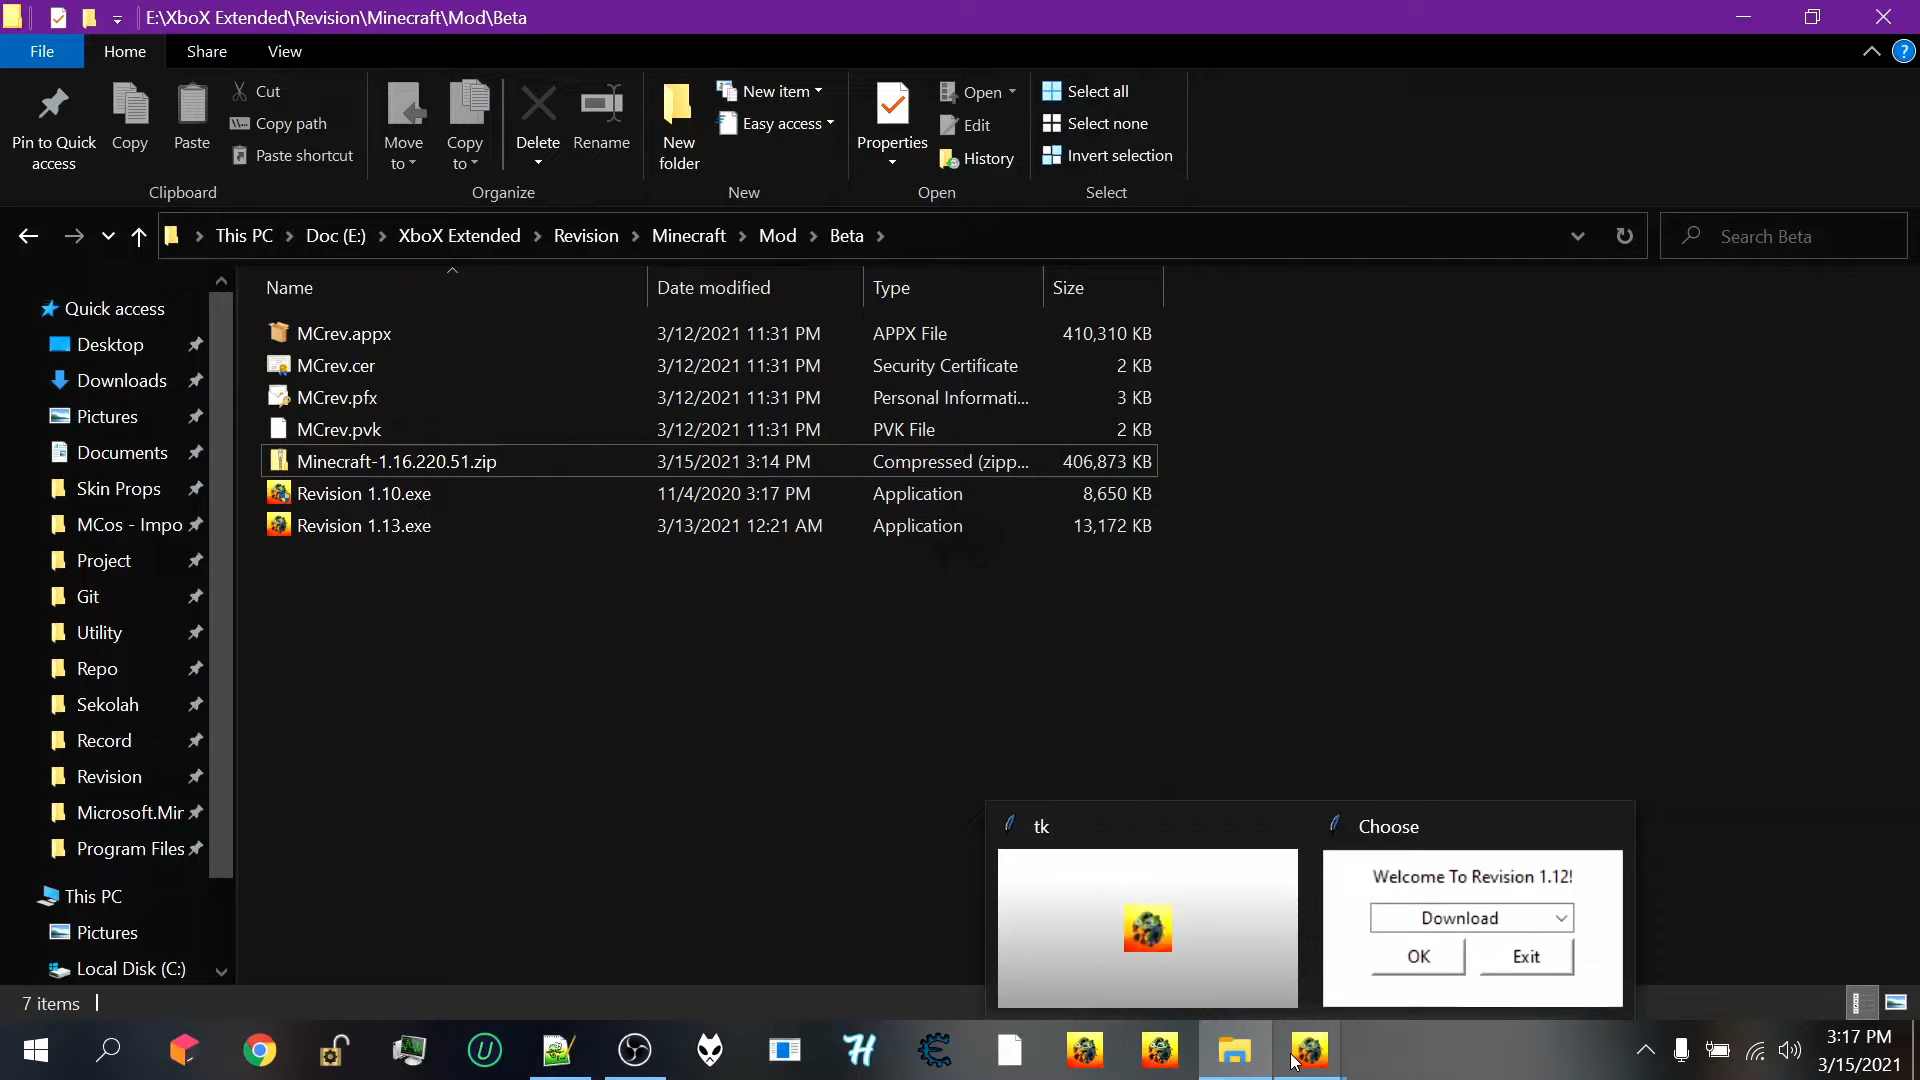 E:\XboX Extended\Revision\Minecraft\Mod\Beta
File Home Share View
Pin to Quick access
Copy
Paste
Cut
Copy path
Paste shortcut
Clipboard
Move to
Copy to
Delete
Rename
Organize
New folder
New item
Easy access
New
Properties
Open
Edit
History
Open
Select all
Select none
Invert selection
Select
This PC Doc (E:) XboX Extended Revision Minecraft Mod Beta
Search Beta
Name Date modified Type Size
MCrev.appx 3/12/2021 11:31 PM APPX File 410,310 KB
MCrev.cer 3/12/2021 11:31 PM Security Certificate 2 KB
MCrev.pfx 3/12/2021 11:31 PM Personal Informati... 3 KB
MCrev.pvk 3/12/2021 11:31 PM PVK File 2 KB
Minecraft-1.16.220.51.zip 3/15/2021 3:14 PM Compressed (zipp... 406,873 KB
Revision 1.10.exe 11/4/2020 3:17 PM Application 8,650 KB
Revision 1.13.exe 3/13/2021 12:21 AM Application 13,172 KB
Quick access
Desktop
Downloads
Pictures
Documents
Skin Props
MCos - Impo
Project
Git
Utility
Repo
Sekolah
Record
Revision
Microsoft.Mir
Program Files
This PC
Pictures
Local Disk (C:)
tk
Choose
Welcome To Revision 1.12!
Download
OK Exit
7 items
3:17 PM
3/15/2021